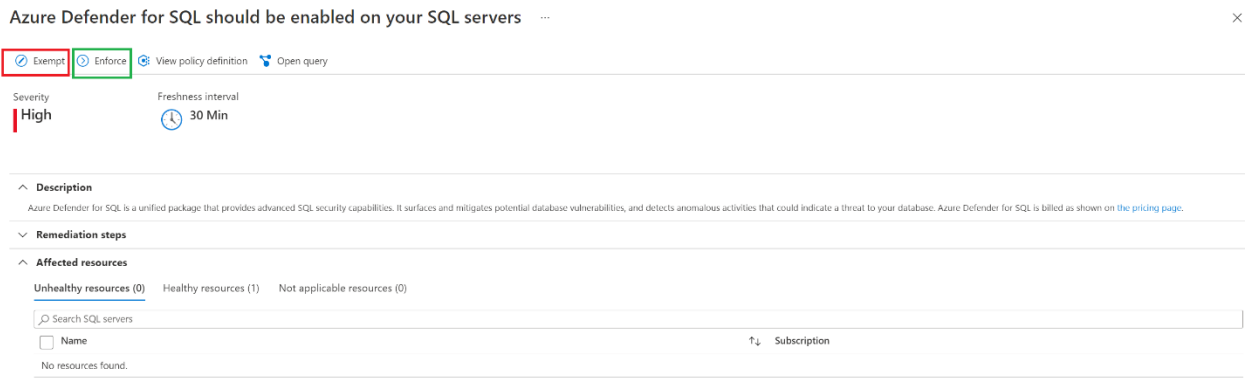 Azure Defender for SQL should be enabled on your SQL servers ...
Exempt Enforce View policy definition Open query
Severity Freshness interval
High 30 Min
Description
Azure Defender for SQL is a unified package that provides advanced SQL security capabilities. It surfaces and mitigates potential database vulnerabilities, and detects anomalous activities that could indicate a threat to your database. Azure Defender for SQL is billed as shown on the pricing page.
Remediation steps
Affected resources
Unhealthy resources (0) Healthy resources (1) Not applicable resources (0)
Search SQL servers
Name Subscription
No resources found.